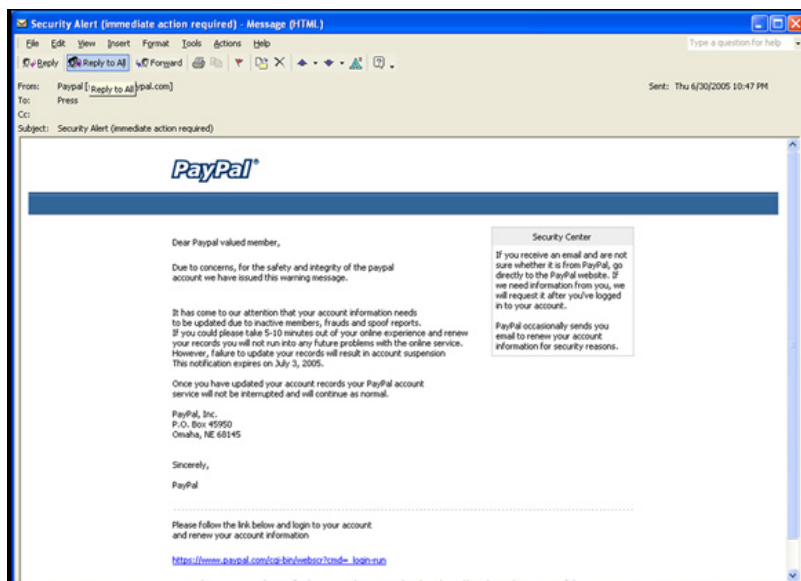 Security Alert (immediate action required) - Message (HTML)
File Edit View Insert Format Tools Actions Help
Type a question for help
Reply Reply to All Forward
From: Paypal [ ypal.com]
Reply to All
Sent: Thu 6/30/2005 10:47 PM
To: Press
Cc:
Subject: Security Alert (immediate action required)
PayPal®
Dear Paypal valued member,
Due to concerns, for the safety and integrity of the paypal
account we have issued this warning message.
It has come to our attention that your account information needs
to be updated due to inactive members, frauds and spoof reports.
If you could please take 5-10 minutes out of your online experience and renew
your records you will not run into any future problems with the online service.
However, failure to update your records will result in account suspension
This notification expires on July 3, 2005.
Once you have updated your account records your PayPal account
service will not be interrupted and will continue as normal.
PayPal, Inc.
P.O. Box 45950
Omaha, NE 68145
Sincerely,
PayPal
Security Center
If you receive an email and are not
sure whether it is from PayPal, go
directly to the PayPal website. If
we need information from you, we
will request it after you've logged
in to your account.
PayPal occasionally sends you
email to renew your account
information for security reasons.
Please follow the link below and login to your account
and renew your account information
https://www.paypal.com/cgi-bin/webscr?cmd=_login-run